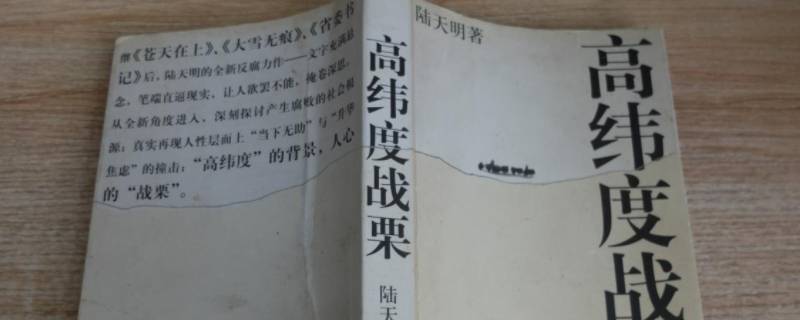 继《苍天在上》、《大雪无痕》、《省委书
记》后，陆天明的全新反腐力作——文字充满悬
念，笔端直逼现实，让人欲罢不能，掩卷深思。
从全新角度进入、深刻探讨产生腐败的社会根
源；真实再现人性层面上“当下无助”与“升华
焦虑”的撞击；“高纬度”的背景，人心
的“战栗”。
高纬度战栗
陆天
陆天明著
高纬度战